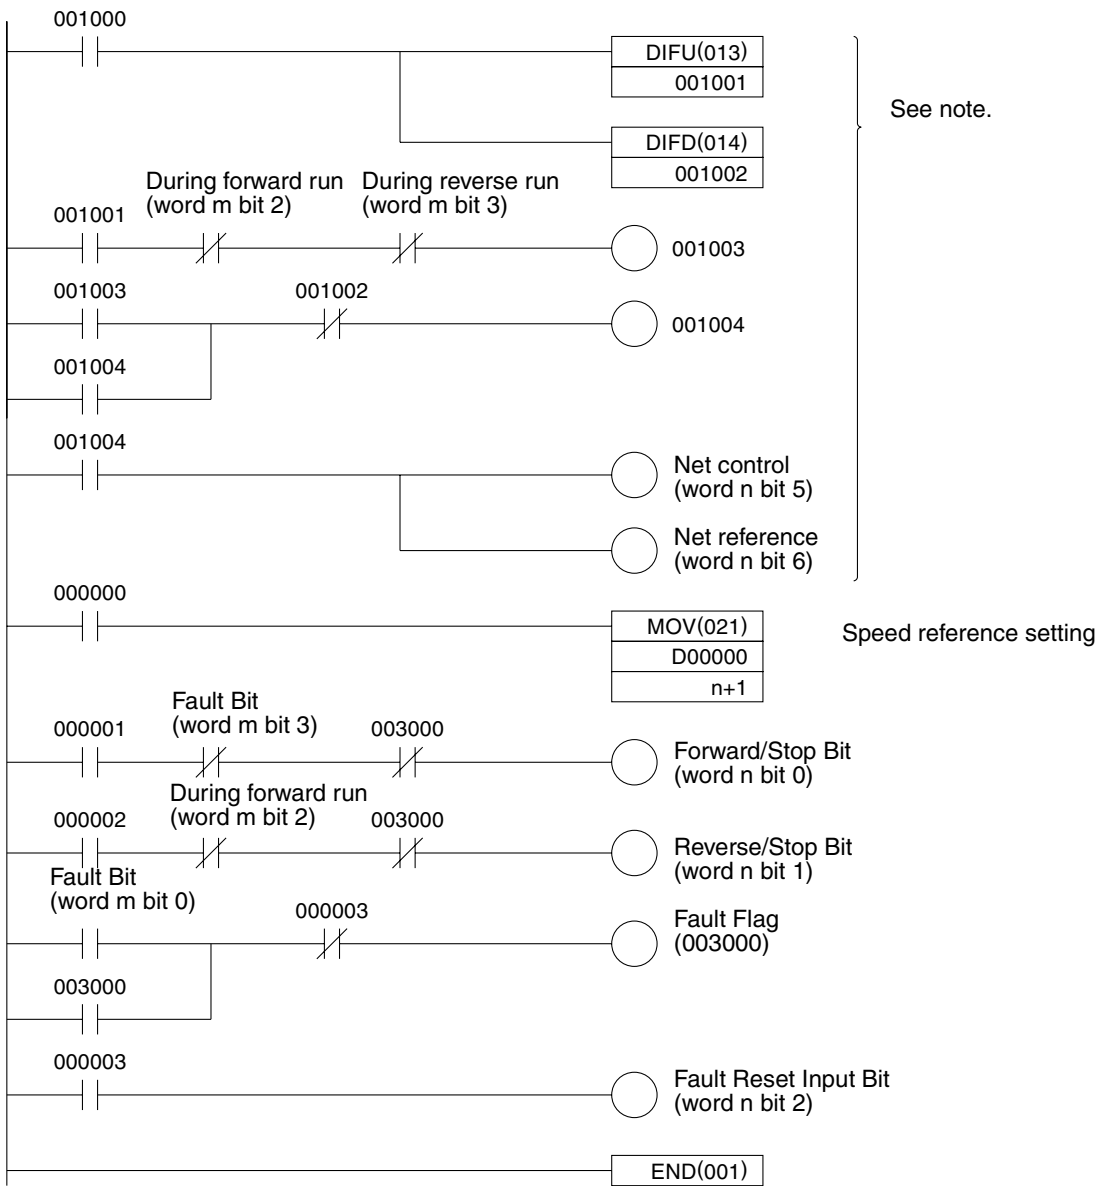 001000
DIFU(013)
001001
See note.
DIFD(014)
001002
During forward run
(word m bit 2)
During reverse run
(word m bit 3)
001001
001003
001003
001002
001004
001004
001004
Net control
(word n bit 5)
Net reference
(word n bit 6)
000000
MOV(021)
D00000
n+1
Speed reference setting
Fault Bit
(word m bit 3)
000001
003000
Forward/Stop Bit
(word n bit 0)
During forward run
(word m bit 2)
000002
003000
Reverse/Stop Bit
(word n bit 1)
Fault Bit
(word m bit 0)
000003
Fault Flag
(003000)
003000
000003
Fault Reset Input Bit
(word n bit 2)
END(001)